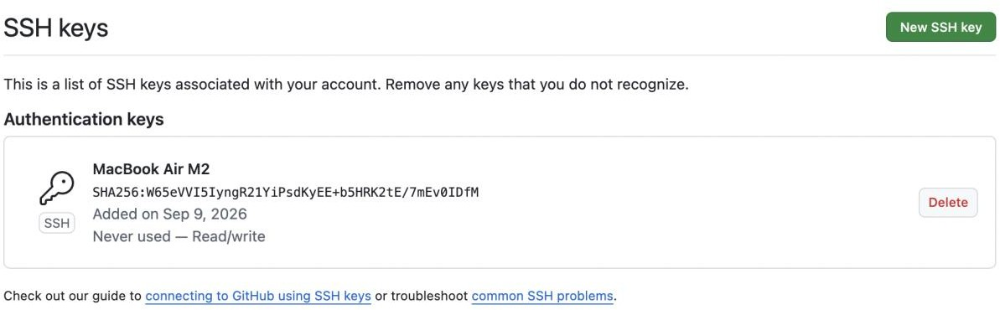 SSH keys
New SSH key
This is a list of SSH keys associated with your account. Remove any keys that you do not recognize.
Authentication keys
MacBook Air M2
SHA256:W65eVVI5IyngR21YiPsdKyEE+b5HRK2tE/7mEv0IDfM
Added on Sep 9, 2026
Never used — Read/write
SSH
Delete
Check out our guide to connecting to GitHub using SSH keys or troubleshoot common SSH problems.